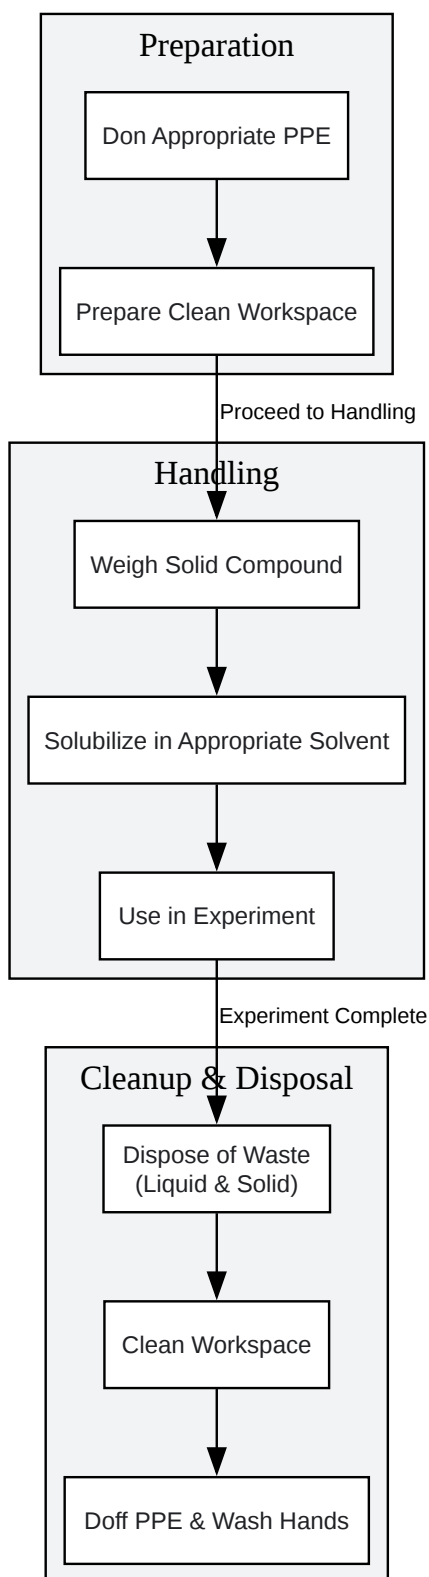 Preparation
Don Appropriate PPE
Prepare Clean Workspace
Proceed to Handling
Handling
Weigh Solid Compound
Solubilize in Appropriate Solvent
Use in Experiment
Experiment Complete
Cleanup & Disposal
Dispose of Waste
(Liquid & Solid)
Clean Workspace
Doff PPE & Wash Hands